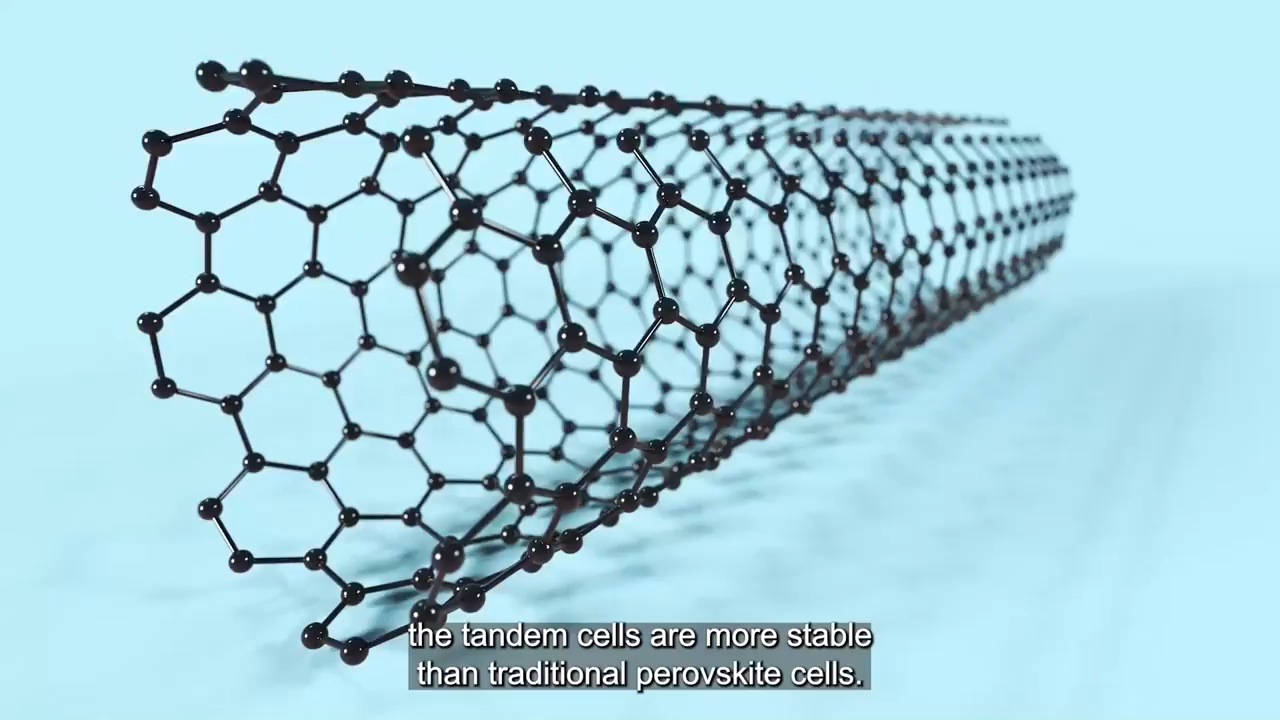 the tandem cells are more stable
than traditional perovskite cells.